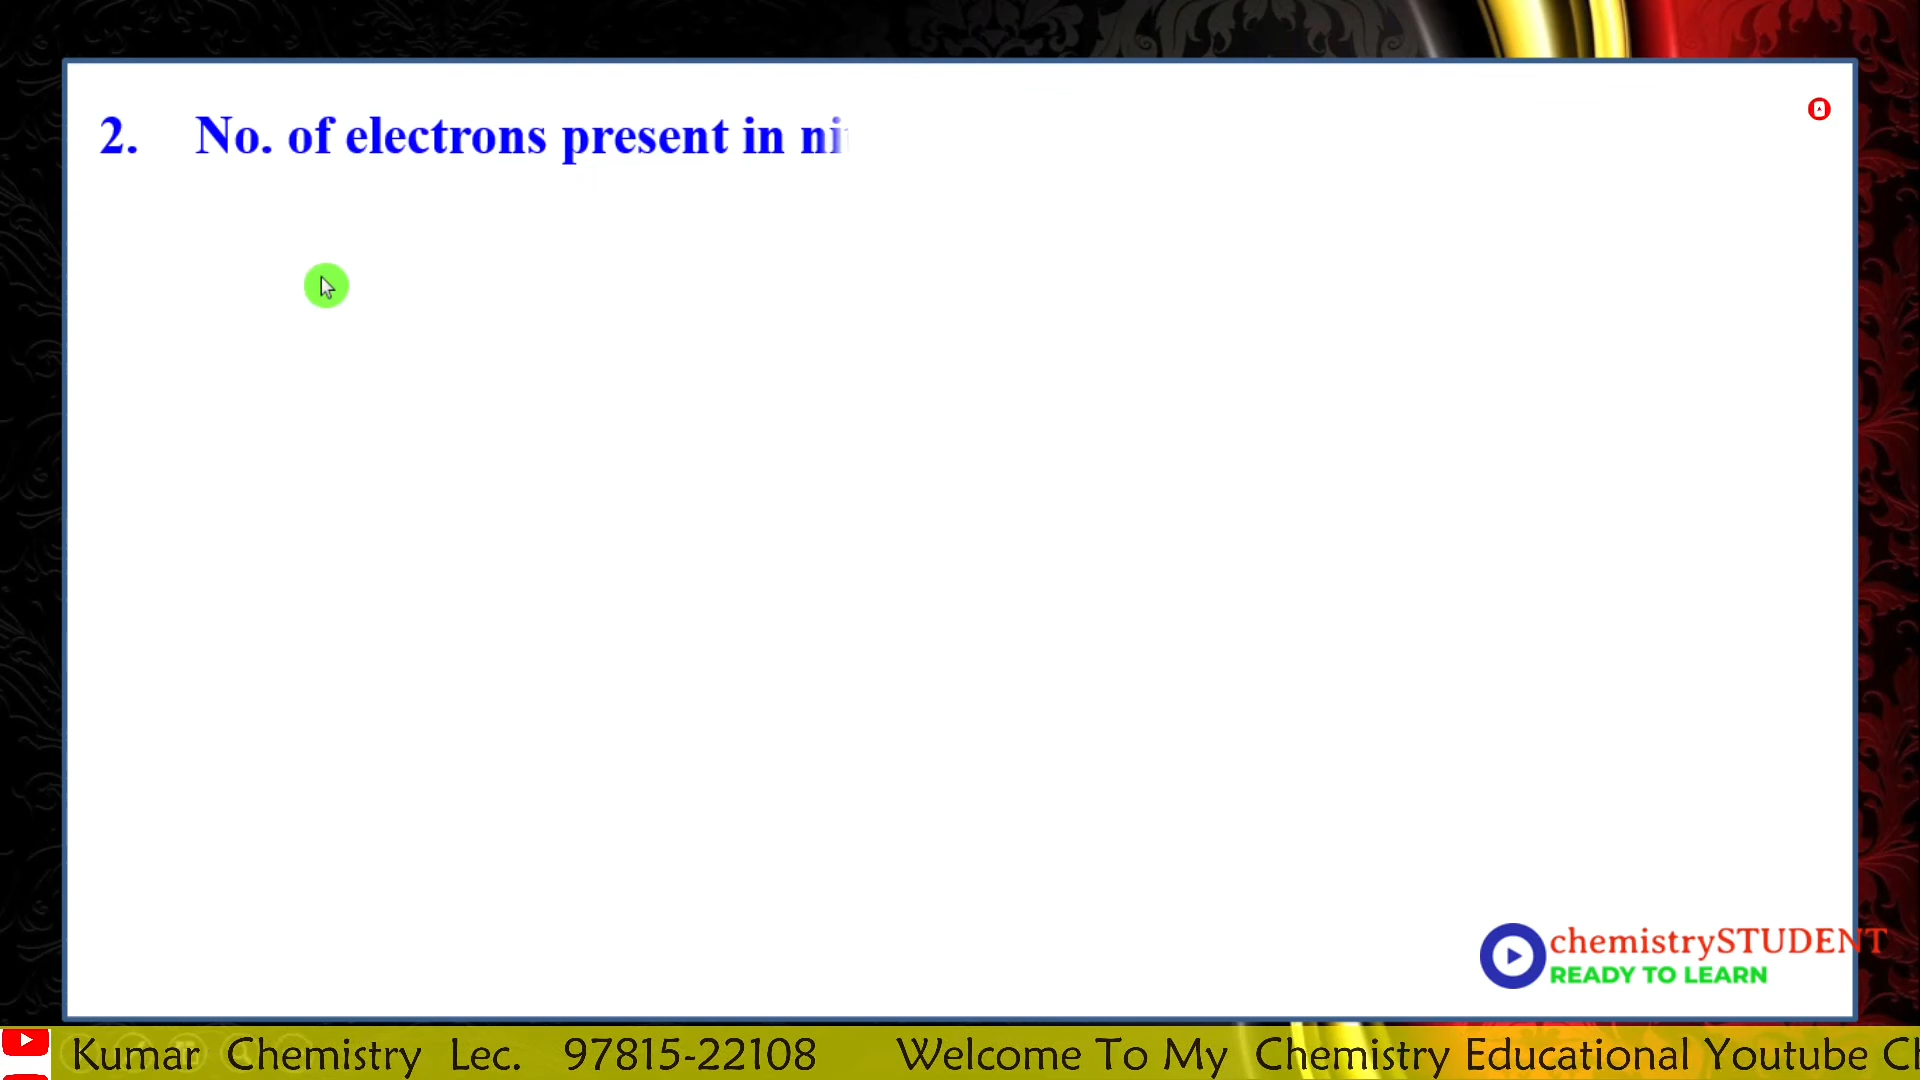 2. No. of electrons present in
chemistrySTUDENT
READY TO LEARN
Kumar Chemistry Lec. 97815-22108 Welcome To My Chemistry Educational Youtube